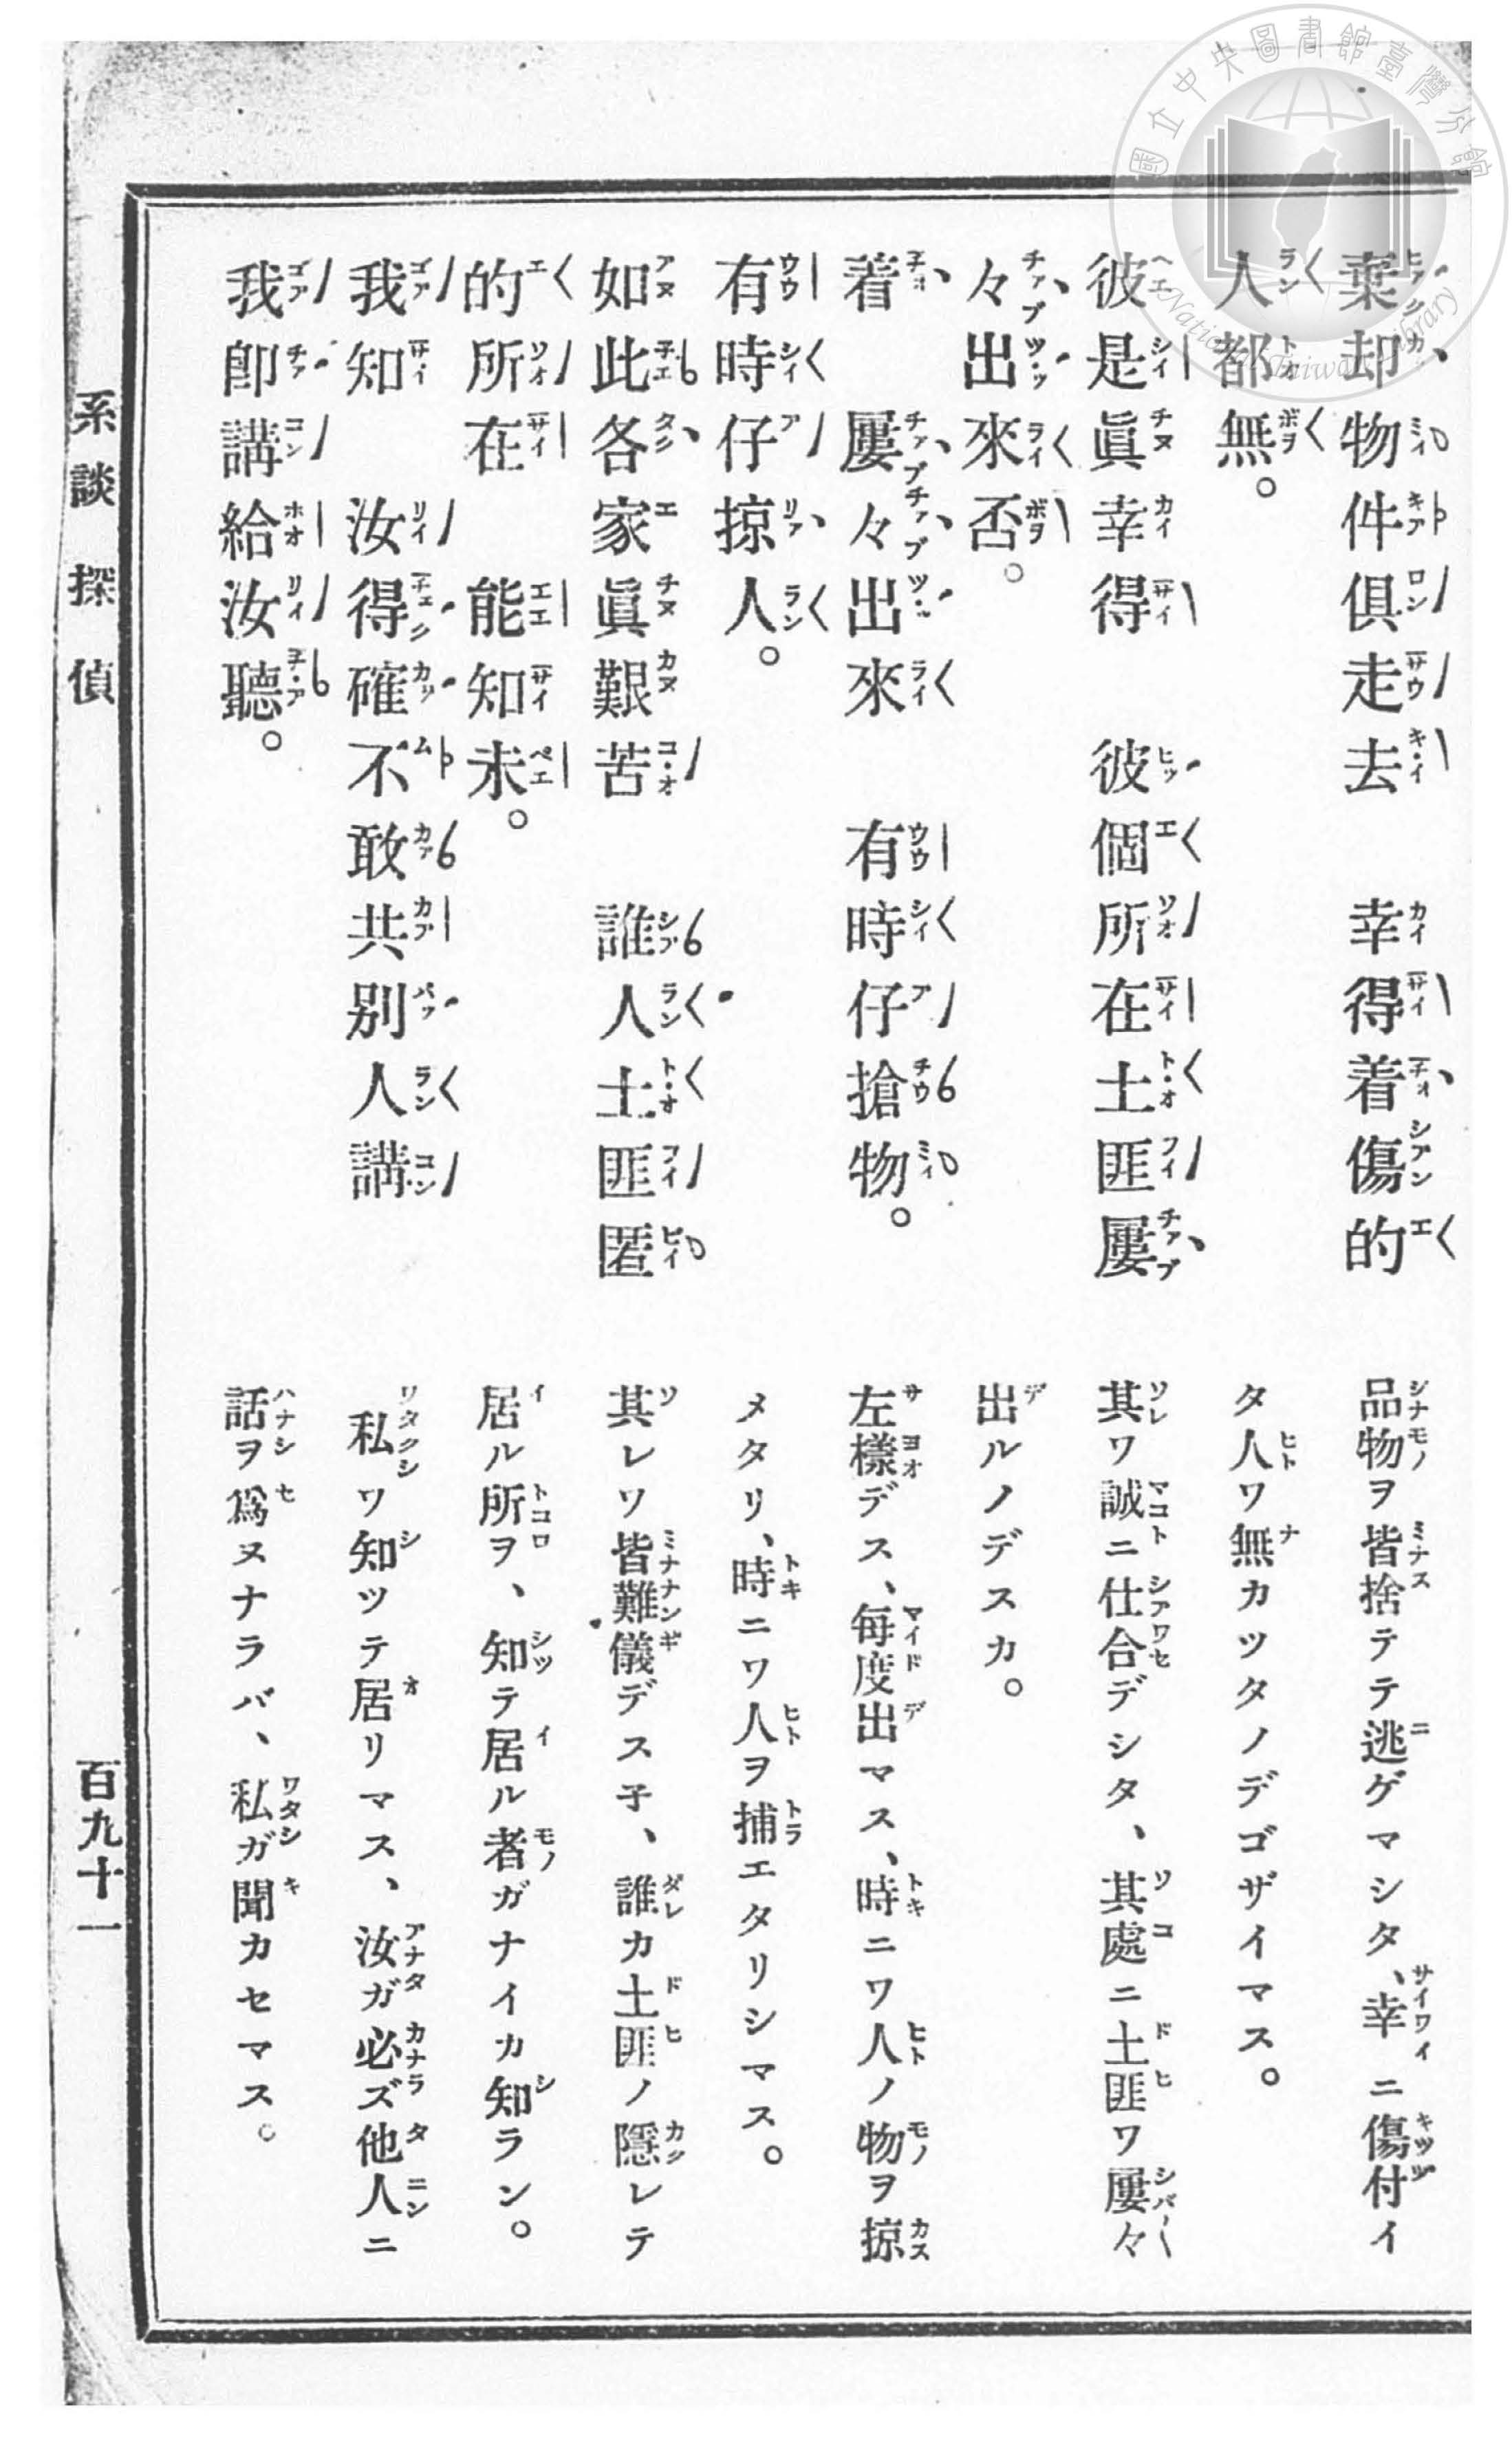 棄却物件俱走去　幸得着傷的
人都無。
彼是眞幸得　彼個所在土匪屢
々出來否。
着　屢々出來　有時仔搶物。
有時仔掠人。
如此各家眞艱苦　誰人土匪匿
的所在　能知未。
我知　汝得確不敢共別人講
我卽講給汝聽。
品物ヲ皆捨テテ逃ゲマシタ、幸ニ傷付イ
タ人ワ無カツタノデゴザイマス。
其ワ誠ニ仕合デシタ、其處ニ土匪ワ屢々
出ルノデスカ。
左樣デス、每度出マス、時ニワ人ノ物ヲ掠
メタリ、時ニワ人ヲ捕エタリシマス。
其レワ皆難儀デス子、誰カ土匪ノ隱レテ
居ル所ヲ、知テ居ル者ガナイカ知ラン。
私ワ知ツテ居リマス、汝ガ必ズ他人ニ
話ヲ爲ヌナラバ、私ガ聞カセマス。
系談　探偵
百九十一
國立中央圖書館臺灣分館
National Taiwan Library